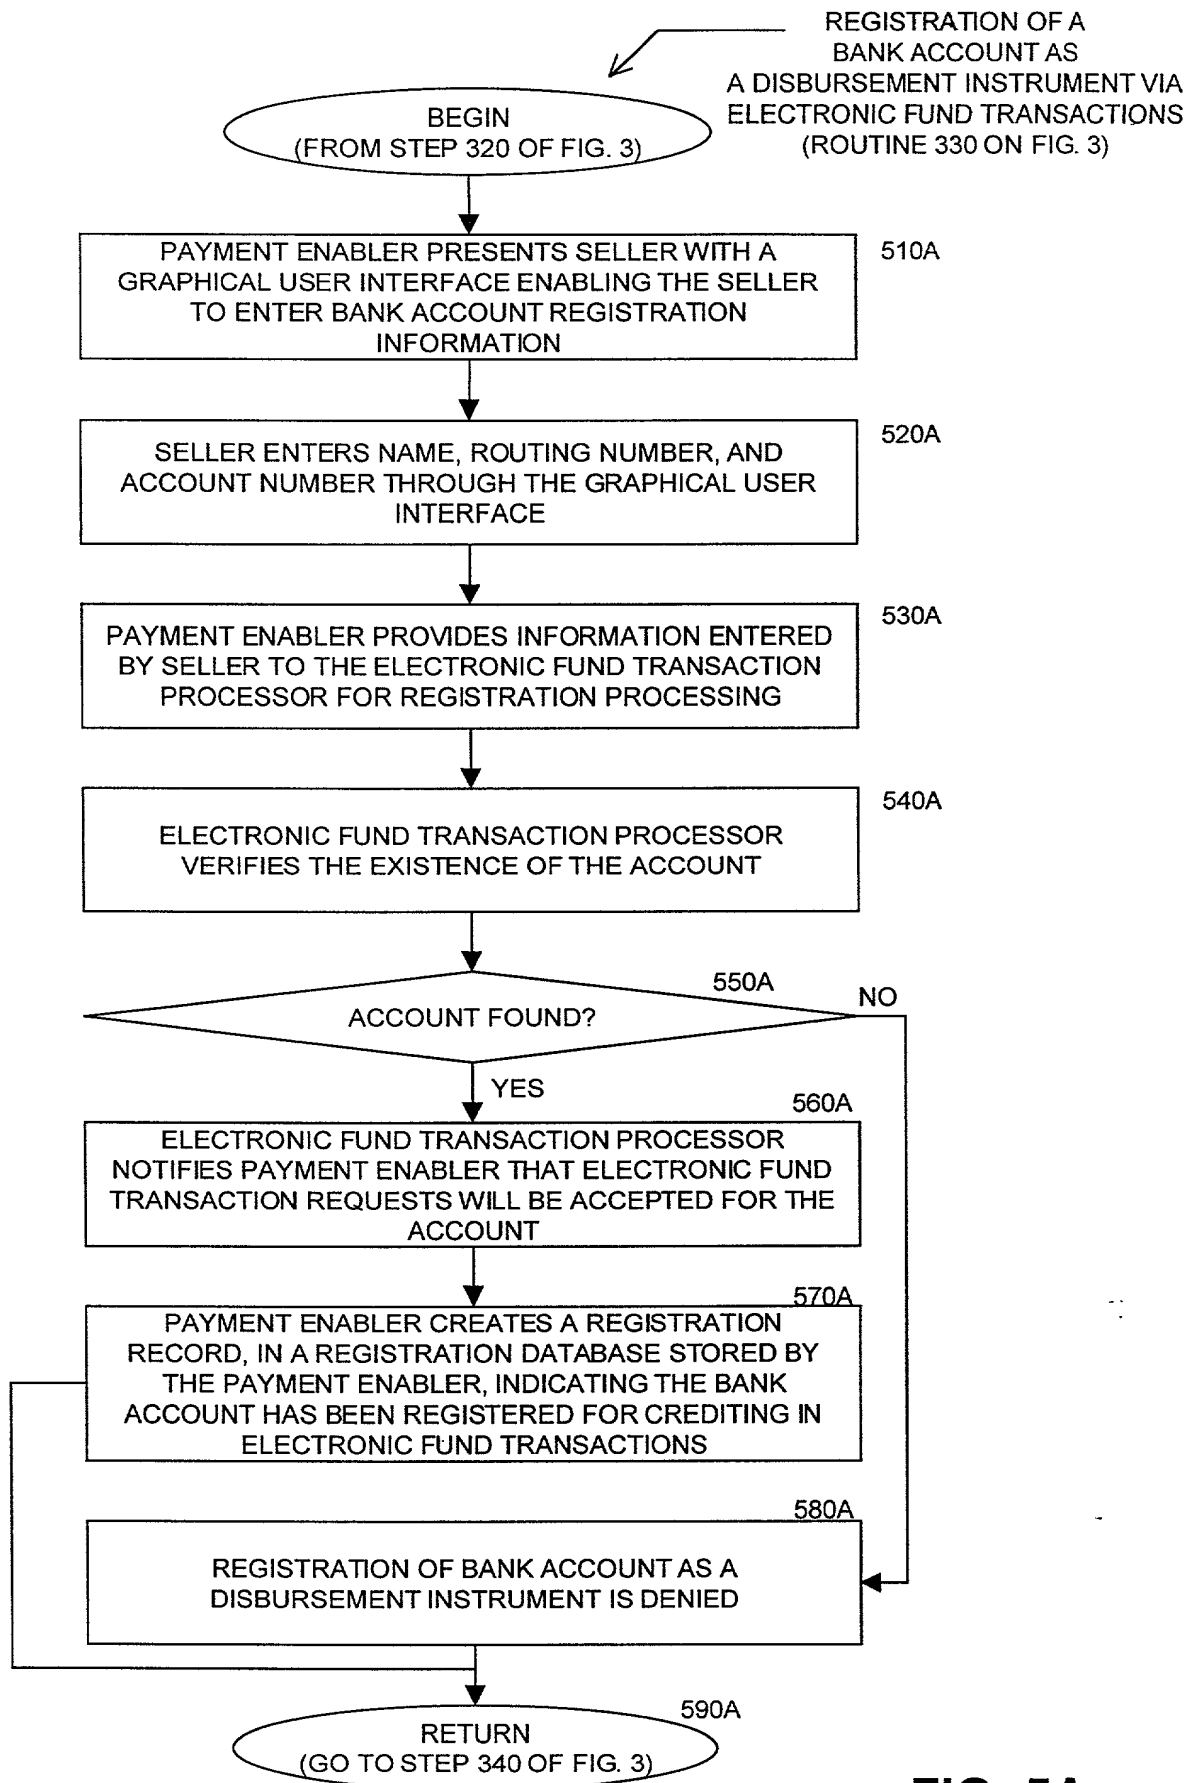 REGISTRATION OF A
BANK ACCOUNT AS
A DISBURSEMENT INSTRUMENT VIA
ELECTRONIC FUND TRANSACTIONS
(ROUTINE 330 ON FIG. 3)
BEGIN
(FROM STEP 320 OF FIG. 3)
510A
PAYMENT ENABLER PRESENTS SELLER WITH A
GRAPHICAL USER INTERFACE ENABLING THE SELLER
TO ENTER BANK ACCOUNT REGISTRATION
INFORMATION
520A
SELLER ENTERS NAME, ROUTING NUMBER, AND
ACCOUNT NUMBER THROUGH THE GRAPHICAL USER
INTERFACE
530A
PAYMENT ENABLER PROVIDES INFORMATION ENTERED
BY SELLER TO THE ELECTRONIC FUND TRANSACTION
PROCESSOR FOR REGISTRATION PROCESSING
540A
ELECTRONIC FUND TRANSACTION PROCESSOR
VERIFIES THE EXISTENCE OF THE ACCOUNT
550A
NO
ACCOUNT FOUND?
YES
560A
ELECTRONIC FUND TRANSACTION PROCESSOR
NOTIFIES PAYMENT ENABLER THAT ELECTRONIC FUND
TRANSACTION REQUESTS WILL BE ACCEPTED FOR THE
ACCOUNT
570A
PAYMENT ENABLER CREATES A REGISTRATION
RECORD, IN A REGISTRATION DATABASE STORED BY
THE PAYMENT ENABLER, INDICATING THE BANK
ACCOUNT HAS BEEN REGISTERED FOR CREDITING IN
ELECTRONIC FUND TRANSACTIONS
580A
REGISTRATION OF BANK ACCOUNT AS A
DISBURSEMENT INSTRUMENT IS DENIED
590A
RETURN
(GO TO STEP 340 OF FIG. 3)
FIG. 5A